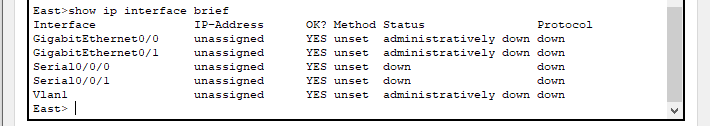 East>show ip interface brief
Interface              IP-Address      OK? Method Status                Protocol
GigabitEthernet0/0     unassigned      YES unset  administratively down down
GigabitEthernet0/1     unassigned      YES unset  administratively down down
Serial0/0/0            unassigned      YES unset  down                  down
Serial0/0/1            unassigned      YES unset  down                  down
Vlan1                  unassigned      YES unset  administratively down down
East>